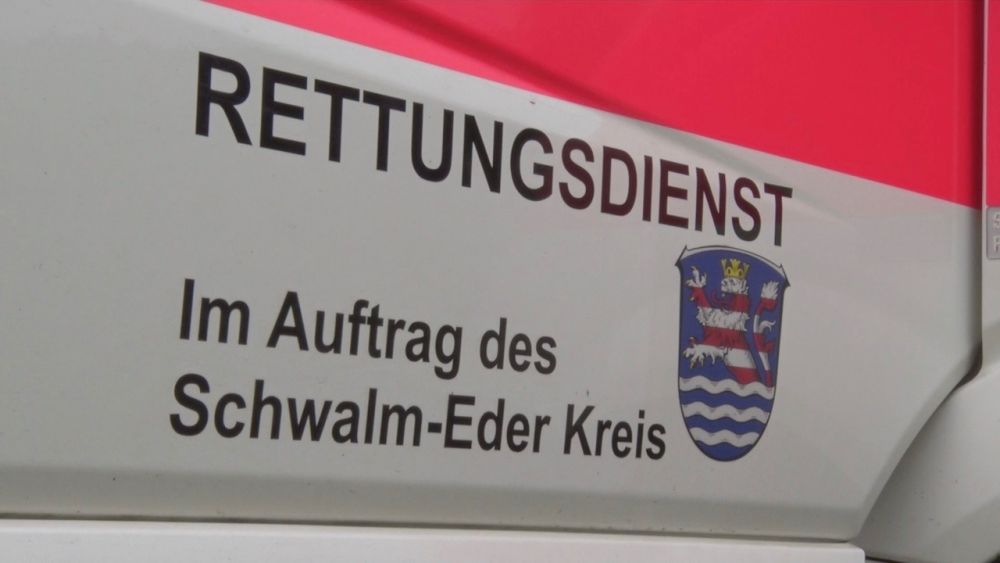 RETTUNGSDIENST
Im Auftrag des
Schwalm-Eder Kreis